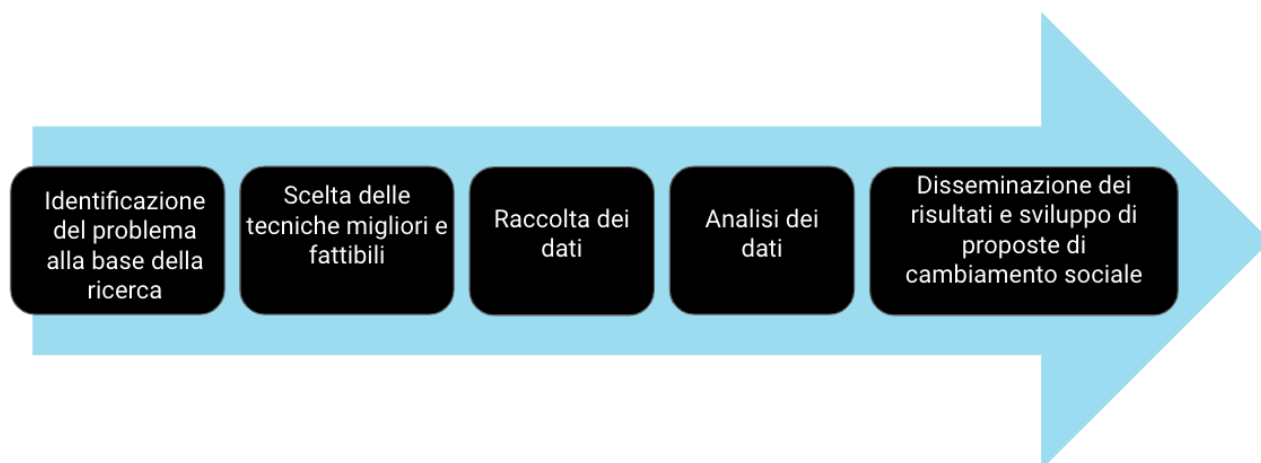 Identificazione
del problema
alla base della
ricerca
Scelta delle
tecniche migliori e
fattibili
Raccolta dei
dati
Analisi dei
dati
Disseminazione dei
risultati e sviluppo di
proposte di
cambiamento sociale